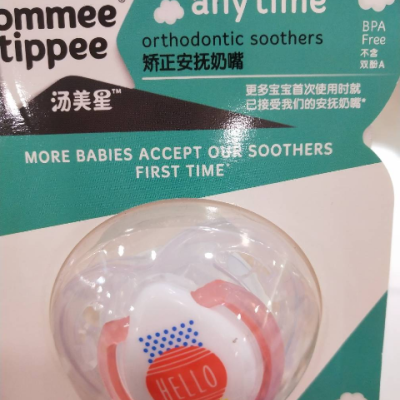 ommee
tippee
汤美星™
any time
orthodontic soothers
矫正安抚奶嘴
BPA
Free
不含
双酚A
更多宝宝首次使用时就
已接受我们的安抚奶嘴*
MORE BABIES ACCEPT OUR SOOTHERS
FIRST TIME*
HELLO